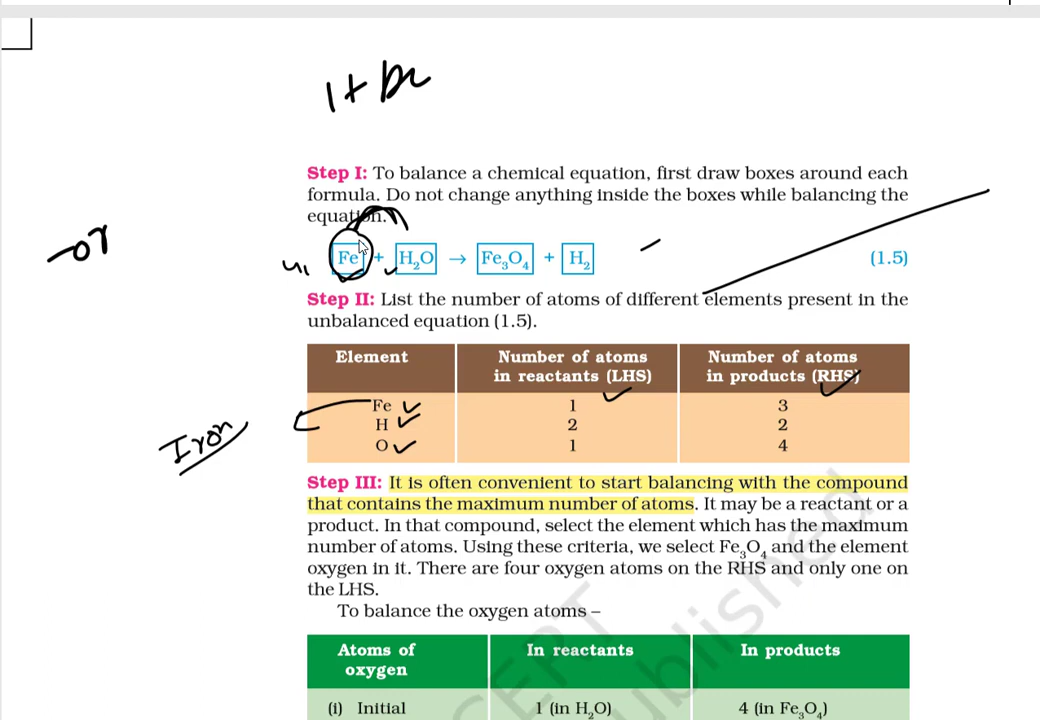 Step I: To balance a chemical equation, first draw boxes around each
formula. Do not change anything inside the boxes while balancing the
equation.
or
Fe + H₂O → Fe₃O₄ + H₂ (1.5)
Step II: List the number of atoms of different elements present in the
unbalanced equation (1.5).
Element Number of atoms in reactants (LHS) Number of atoms in products (RHS)
Fe 1 3
H 2 2
O 1 4
Iron
Step III: It is often convenient to start balancing with the compound
that contains the maximum number of atoms. It may be a reactant or a
product. In that compound, select the element which has the maximum
number of atoms. Using these criteria, we select Fe₃O₄ and the element
oxygen in it. There are four oxygen atoms on the RHS and only one on
the LHS.
To balance the oxygen atoms –
Atoms of oxygen In reactants In products
(i) Initial 1 (in H₂O) 4 (in Fe₃O₄)